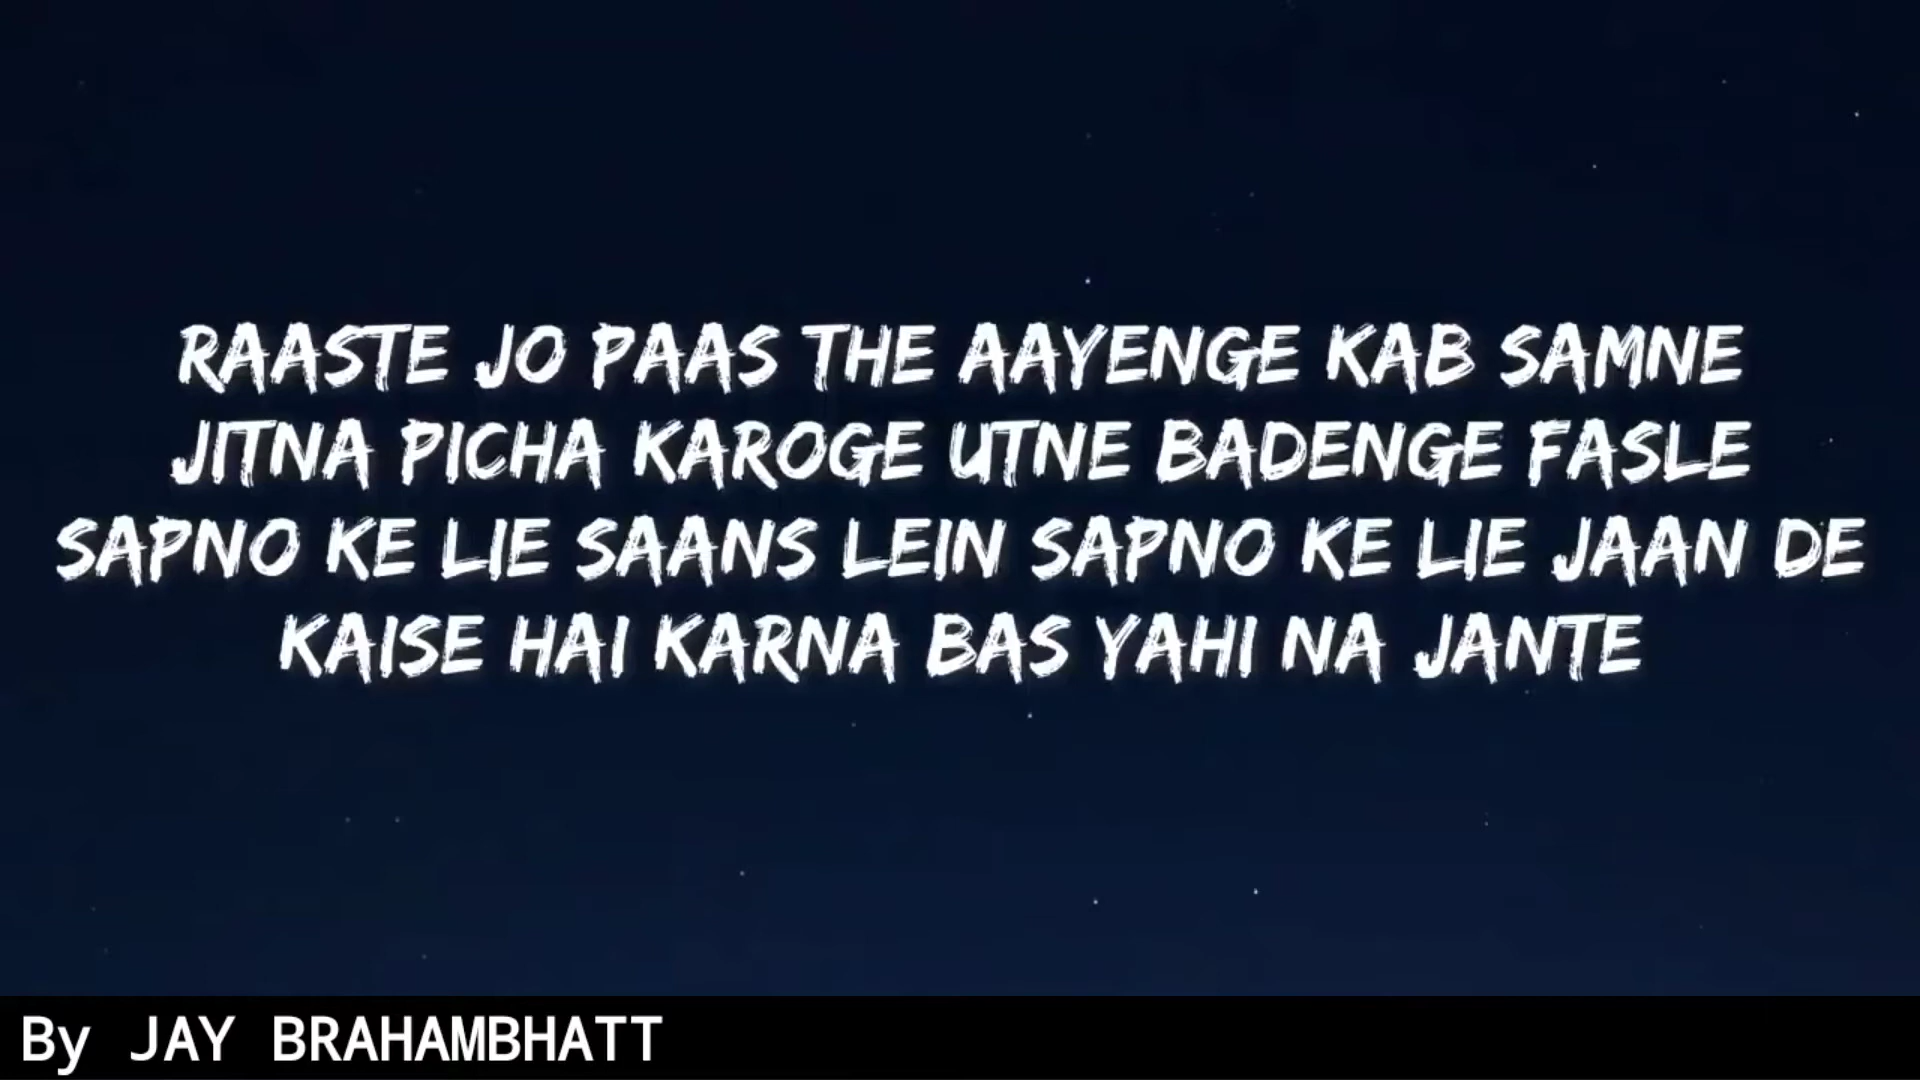 RAASTE JO PAAS THE AAYENGE KAB SAMNE
JITNA PICHA KAROGE UTNE BADENGE FASLE
SAPNO KE LIE SAANS LEIN SAPNO KE LIE JAAN DE
KAISE HAI KARNA BAS YAHI NA JANTE
By JAY BRAHAMBHATT